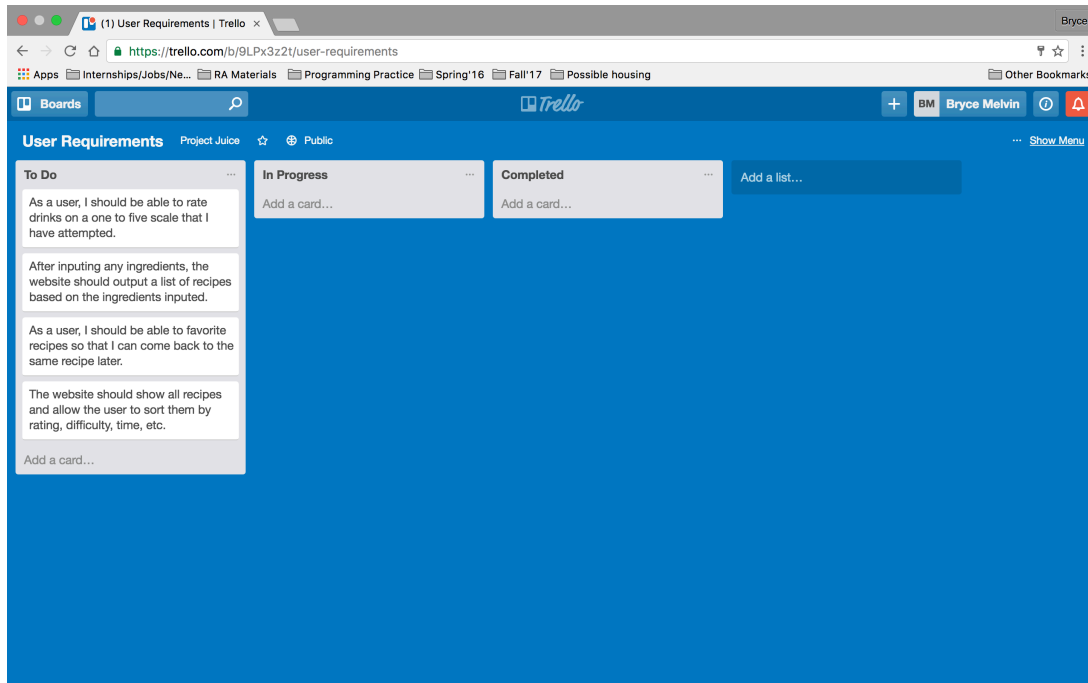 (1) User Requirements | Trello
Bryce
https://trello.com/b/9LPx3z2t/user-requirements
Apps Internships/Jobs/Ne... RA Materials Programming Practice Spring'16 Fall'17 Possible housing Other Bookmarks
Boards Trello BM Bryce Melvin
User Requirements Project Juice Public ... Show Menu
To Do ...
As a user, I should be able to rate
drinks on a one to five scale that I
have attempted.
After inputing any ingredients, the
website should output a list of recipes
based on the ingredients inputed.
As a user, I should be able to favorite
recipes so that I can come back to the
same recipe later.
The website should show all recipes
and allow the user to sort them by
rating, difficulty, time, etc.
Add a card...
In Progress ...
Add a card...
Completed ...
Add a card...
Add a list...